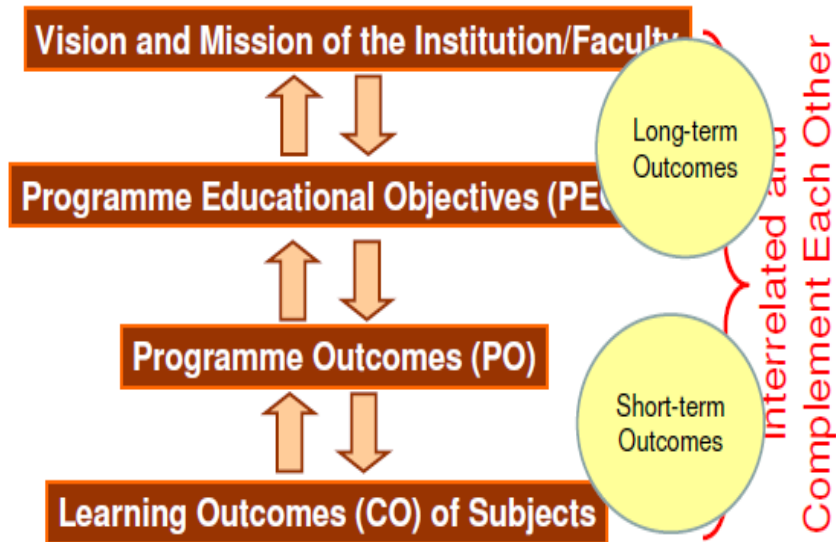 Vision and Mission of the Institution/Faculty
Long-term
Outcomes
Programme Educational Objectives (PE
Programme Outcomes (PO)
Short-term
Outcomes
Learning Outcomes (CO) of Subjects
Interrelated and
Complement Each Other